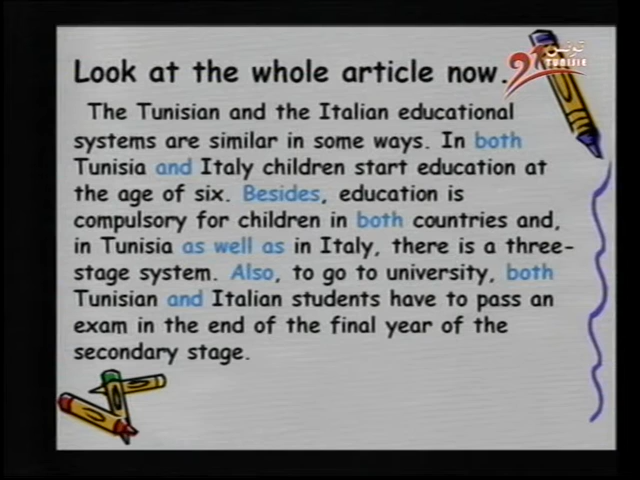 تونس
21
TUNISIE
Look at the whole article now.
The Tunisian and the Italian educational
systems are similar in some ways. In both
Tunisia and Italy children start education at
the age of six. Besides, education is
compulsory for children in both countries and,
in Tunisia as well as in Italy, there is a three-
stage system. Also, to go to university, both
Tunisian and Italian students have to pass an
exam in the end of the final year of the
secondary stage.